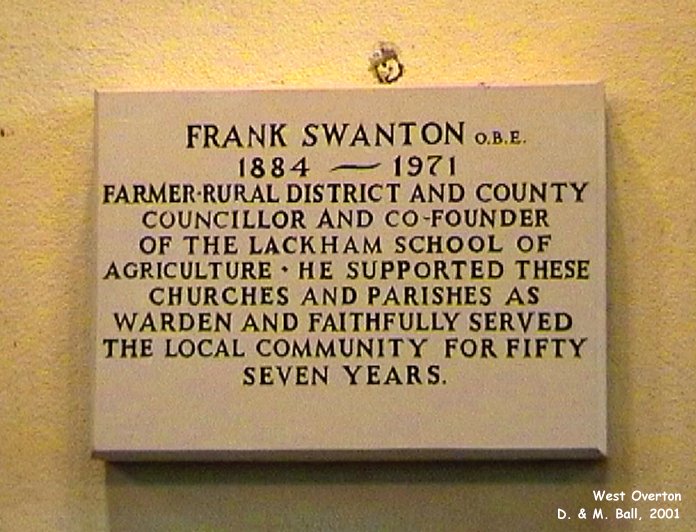 FRANK SWANTON O.B.E.
1884 — 1971
FARMER·RURAL DISTRICT AND COUNTY
COUNCILLOR AND CO-FOUNDER
OF THE LACKHAM SCHOOL OF
AGRICULTURE · HE SUPPORTED THESE
CHURCHES AND PARISHES AS
WARDEN AND FAITHFULLY SERVED
THE LOCAL COMMUNITY FOR FIFTY
SEVEN YEARS.
West Overton
D. & M. Ball, 2001